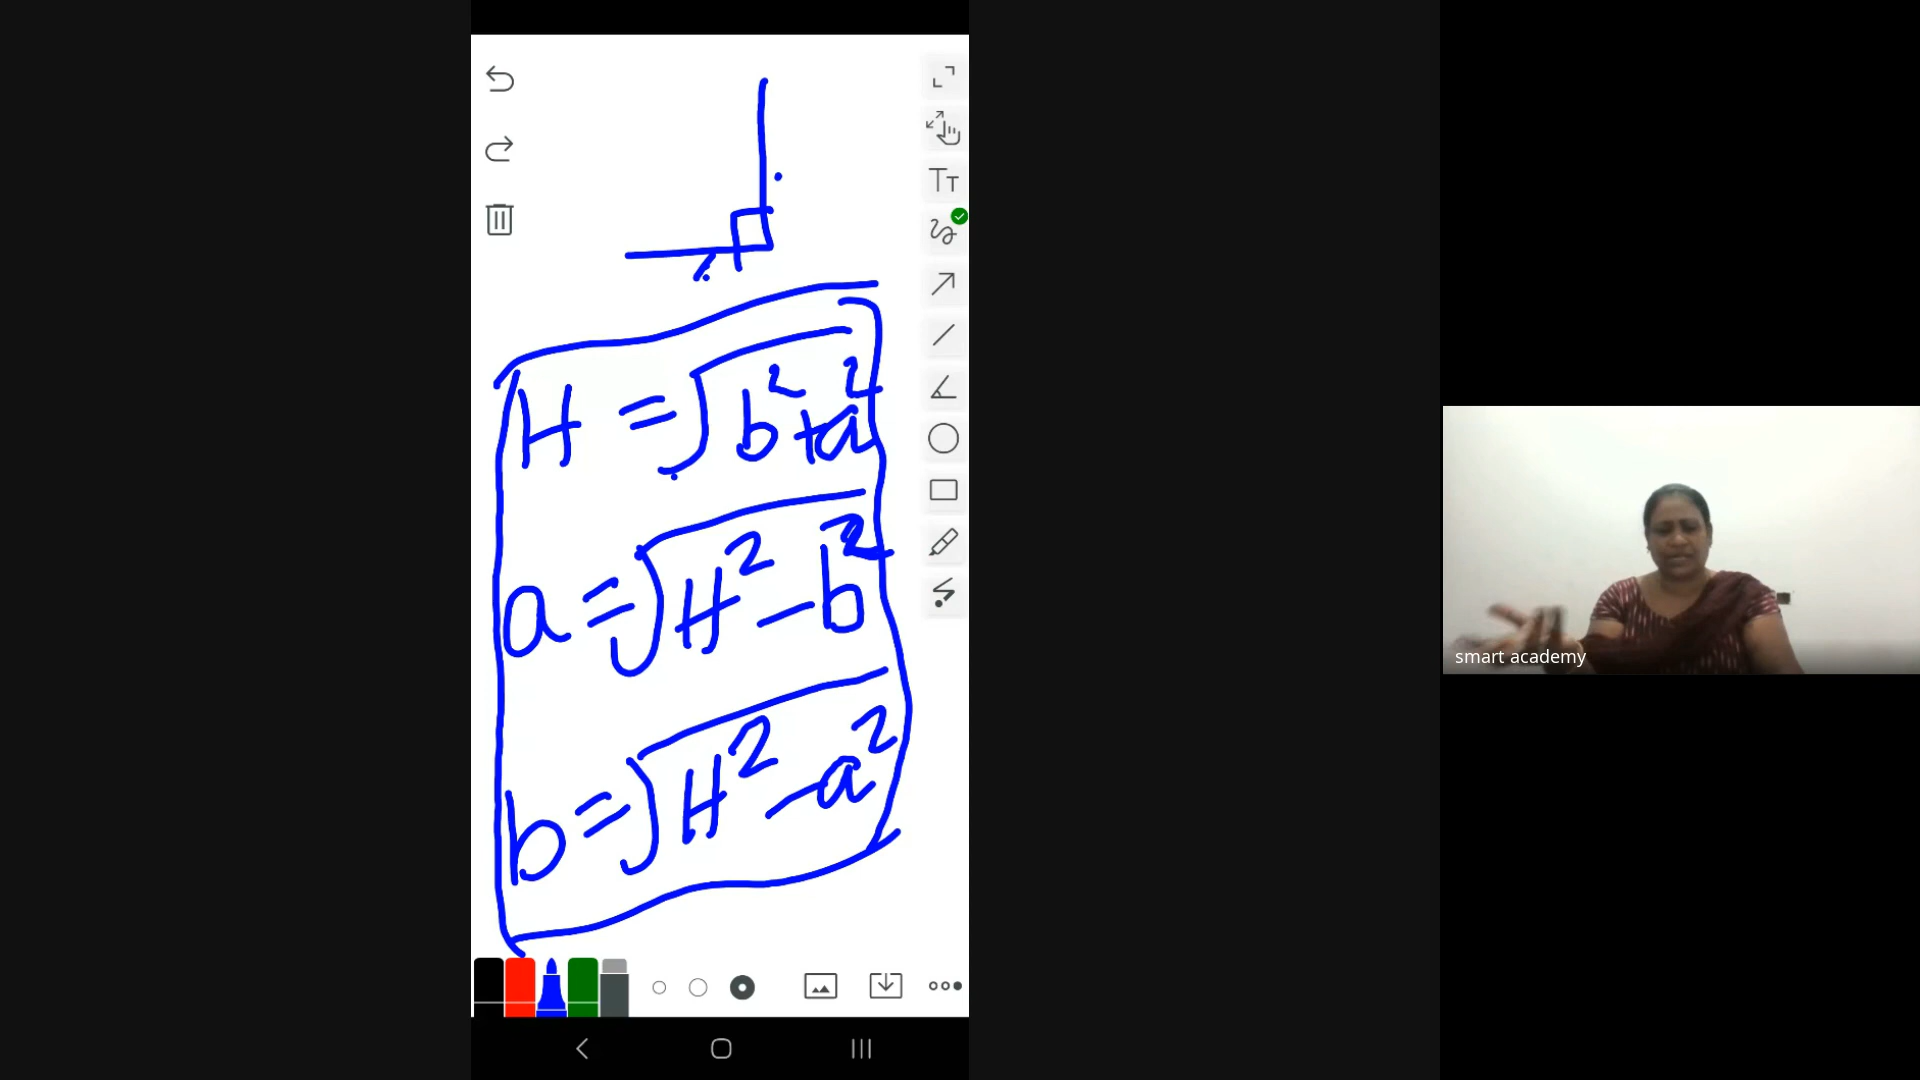 H = √b²+a²
a = √H² - b²
b = √H² - a²
Tт
smart academy